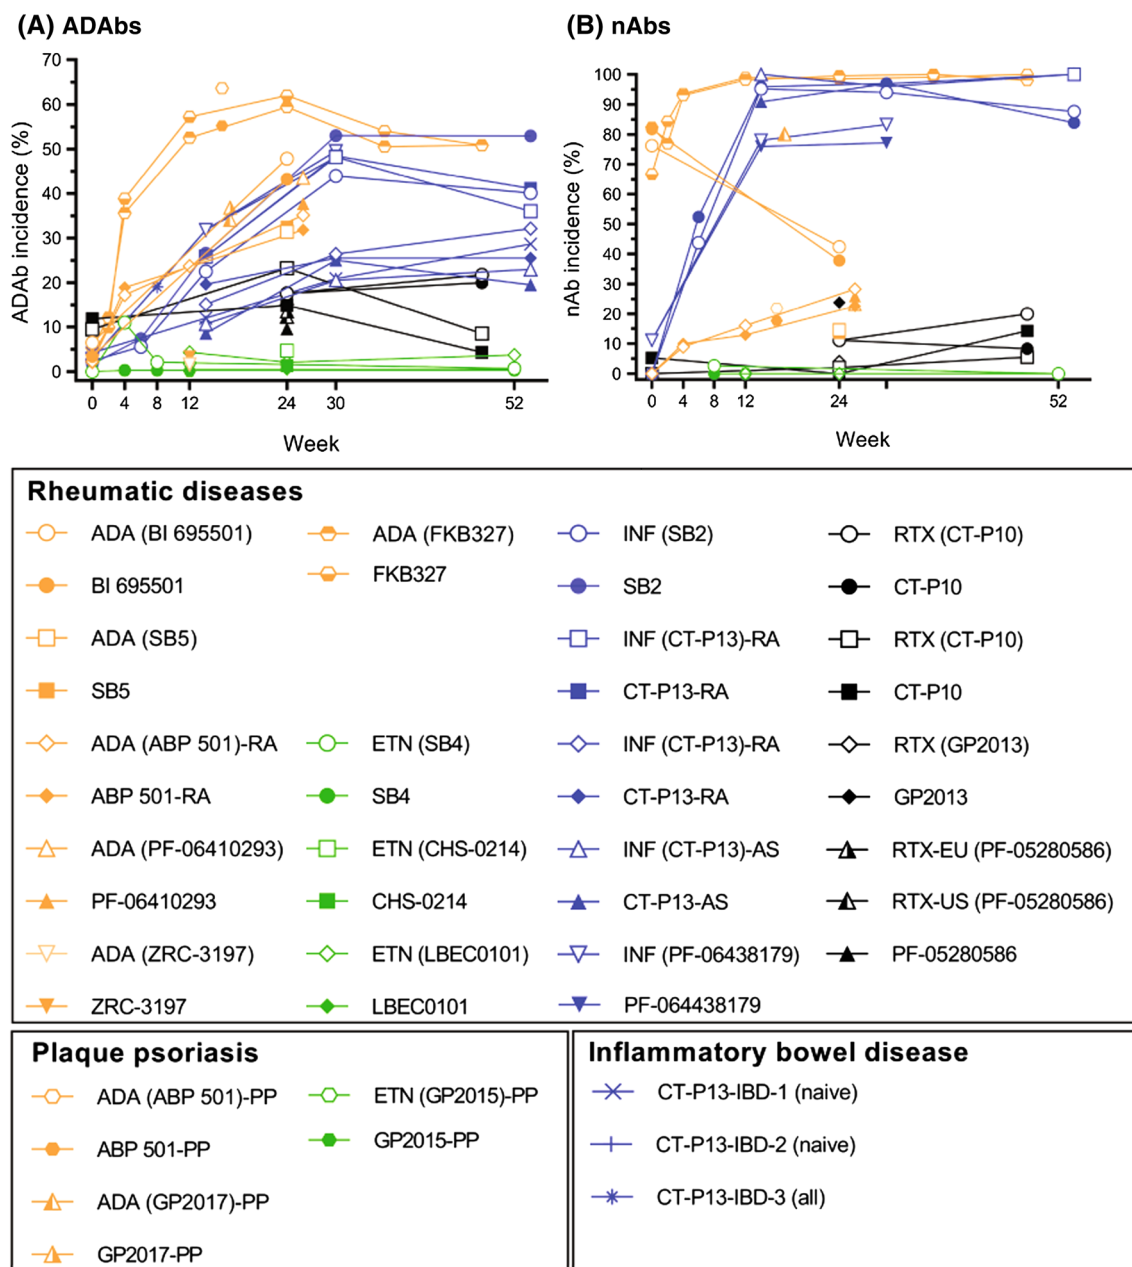 (A) ADAbs
(B) nAbs
70
60
50
40
30
20
10
0
ADAb incidence (%)
0 4 8 12 24 30 52
Week
100
90
80
70
60
50
40
30
20
10
0
nAb incidence (%)
0 4 8 12 24 52
Week
Rheumatic diseases
ADA (BI 695501)
BI 695501
ADA (SB5)
SB5
ADA (ABP 501)-RA
ABP 501-RA
ADA (PF-06410293)
PF-06410293
ADA (ZRC-3197)
ZRC-3197
ADA (FKB327)
FKB327
ETN (SB4)
SB4
ETN (CHS-0214)
CHS-0214
ETN (LBEC0101)
LBEC0101
INF (SB2)
SB2
INF (CT-P13)-RA
CT-P13-RA
INF (CT-P13)-RA
CT-P13-RA
INF (CT-P13)-AS
CT-P13-AS
INF (PF-06438179)
PF-064438179
RTX (CT-P10)
CT-P10
RTX (CT-P10)
CT-P10
RTX (GP2013)
GP2013
RTX-EU (PF-05280586)
RTX-US (PF-05280586)
PF-05280586
Plaque psoriasis
ADA (ABP 501)-PP
ABP 501-PP
ADA (GP2017)-PP
GP2017-PP
ETN (GP2015)-PP
GP2015-PP
Inflammatory bowel disease
CT-P13-IBD-1 (naive)
CT-P13-IBD-2 (naive)
CT-P13-IBD-3 (all)